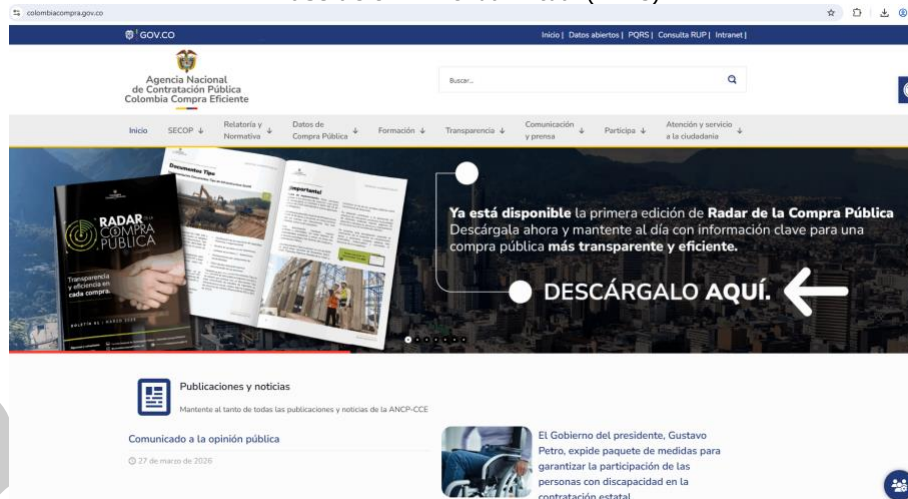 colombiacompra.gov.co
GOV.CO
Inicio | Datos abiertos | PQRS | Consulta RUP | Intranet |
Agencia Nacional
de Contratación Pública
Colombia Compra Eficiente
Buscar...
Inicio
SECOP
Relatoría y
Normativa
Datos de
Compra Pública
Formación
Transparencia
Comunicación
y prensa
Participa
Atención y servicio
a la ciudadanía
Documentos Tipo
¡Importante!
RADAR DE LA
COMPRA
PÚBLICA
Transparencia
y eficiencia en
cada compra.
Ya está disponible la primera edición de Radar de la Compra Pública
Descárgala ahora y mantente al día con información clave para una
compra pública más transparente y eficiente.
DESCÁRGALO AQUÍ.
Publicaciones y noticias
Mantente al tanto de todas las publicaciones y noticias de la ANCP-CCE
Comunicado a la opinión pública
27 de marzo de 2026
El Gobierno del presidente, Gustavo
Petro, expide paquete de medidas para
garantizar la participación de las
personas con discapacidad en la
contratación estatal